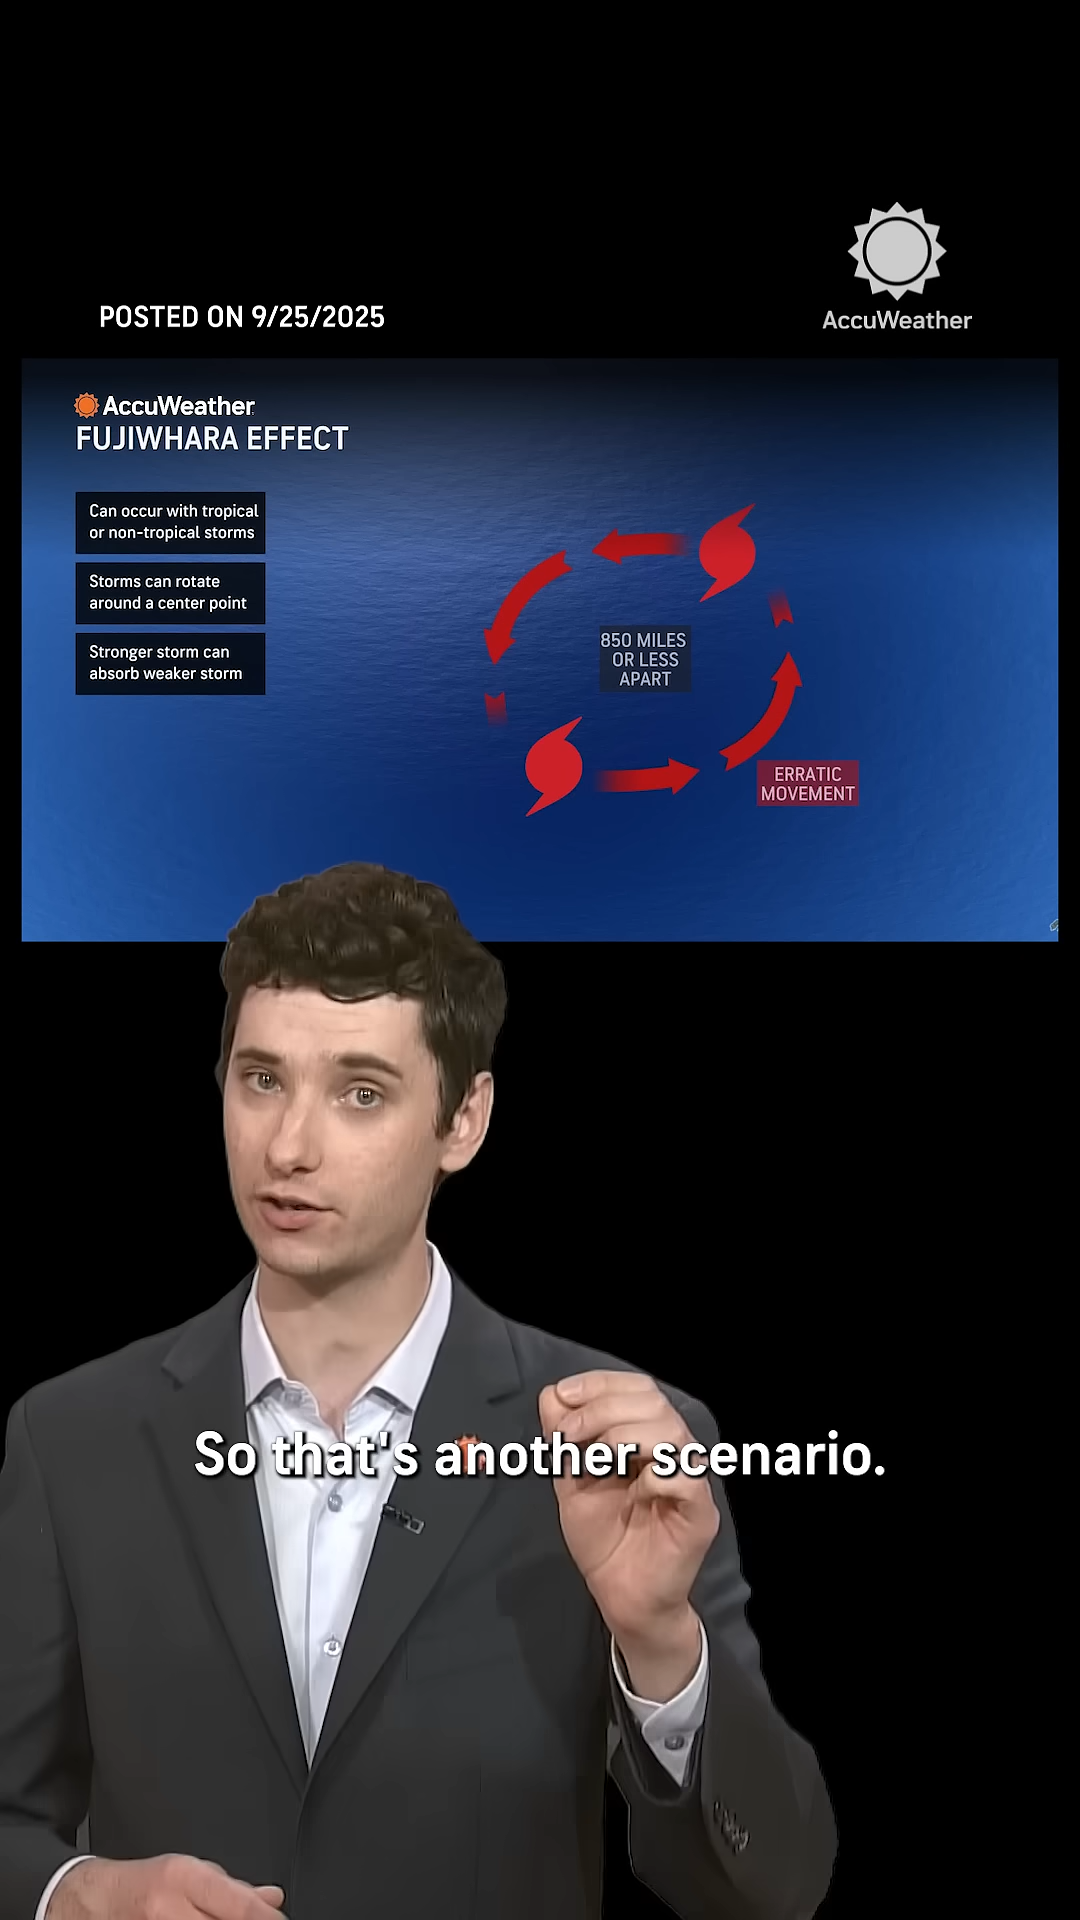 POSTED ON 9/25/2025
AccuWeather
AccuWeather
FUJIWHARA EFFECT
Can occur with tropical
or non-tropical storms
Storms can rotate
around a center point
Stronger storm can
absorb weaker storm
850 MILES
OR LESS
APART
ERRATIC
MOVEMENT
So that's another scenario.